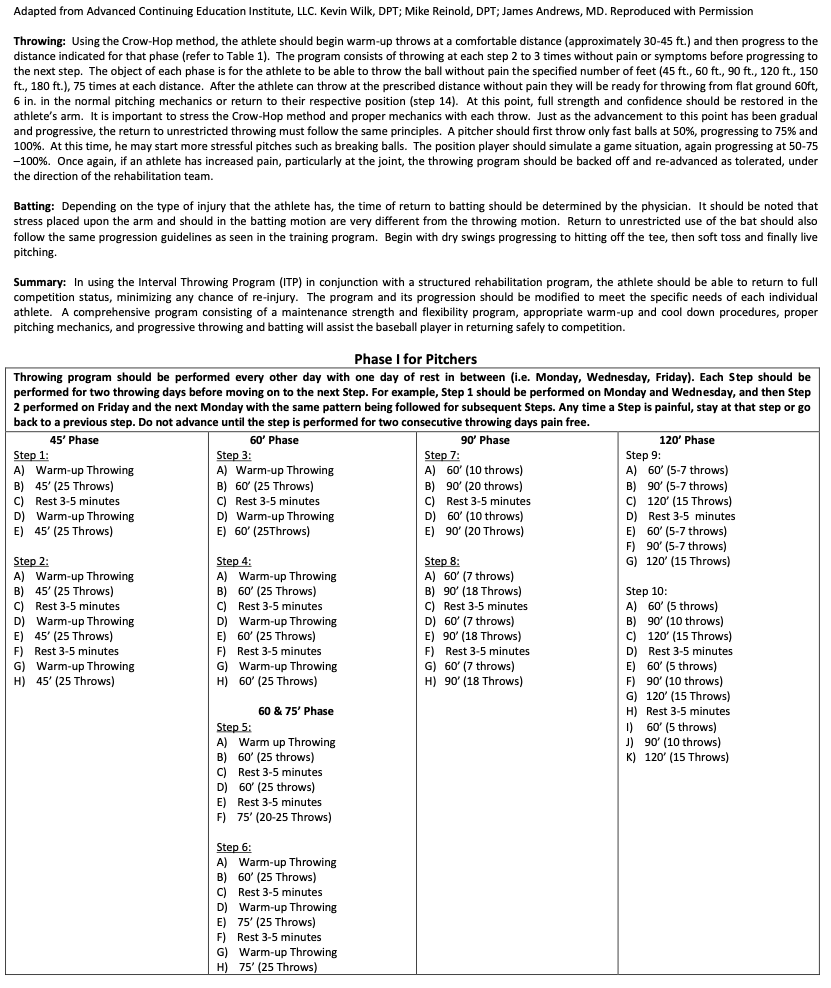 Adapted from Advanced Continuing Education Institute, LLC. Kevin Wilk, DPT; Mike Reinold, DPT; James Andrews, MD. Reproduced with Permission
Throwing: Using the Crow-Hop method, the athlete should begin warm-up throws at a comfortable distance (approximately 30-45 ft.) and then progress to the
distance indicated for that phase (refer to Table 1). The program consists of throwing at each step 2 to 3 times without pain or symptoms before progressing to
the next step. The object of each phase is for the athlete to be able to throw the ball without pain the specified number of feet (45 ft., 60 ft., 90 ft., 120 ft., 150
ft., 180 ft.), 75 times at each distance. After the athlete can throw at the prescribed distance without pain they will be ready for throwing from flat ground 60ft,
6 in. in the normal pitching mechanics or return to their respective position (step 14). At this point, full strength and confidence should be restored in the
athlete's arm. It is important to stress the Crow-Hop method and proper mechanics with each throw. Just as the advancement to this point has been gradual
and progressive, the return to unrestricted throwing must follow the same principles. A pitcher should first throw only fast balls at 50%, progressing to 75% and
100%. At this time, he may start more stressful pitches such as breaking balls. The position player should simulate a game situation, again progressing at 50-75
–100%. Once again, if an athlete has increased pain, particularly at the joint, the throwing program should be backed off and re-advanced as tolerated, under
the direction of the rehabilitation team.
Batting: Depending on the type of injury that the athlete has, the time of return to batting should be determined by the physician. It should be noted that
stress placed upon the arm and should in the batting motion are very different from the throwing motion. Return to unrestricted use of the bat should also
follow the same progression guidelines as seen in the training program. Begin with dry swings progressing to hitting off the tee, then soft toss and finally live
pitching.
Summary: In using the Interval Throwing Program (ITP) in conjunction with a structured rehabilitation program, the athlete should be able to return to full
competition status, minimizing any chance of re-injury. The program and its progression should be modified to meet the specific needs of each individual
athlete. A comprehensive program consisting of a maintenance strength and flexibility program, appropriate warm-up and cool down procedures, proper
pitching mechanics, and progressive throwing and batting will assist the baseball player in returning safely to competition.
Phase I for Pitchers
Throwing program should be performed every other day with one day of rest in between (i.e. Monday, Wednesday, Friday). Each Step should be
performed for two throwing days before moving on to the next Step. For example, Step 1 should be performed on Monday and Wednesday, and then Step
2 performed on Friday and the next Monday with the same pattern being followed for subsequent Steps. Any time a Step is painful, stay at that step or go
back to a previous step. Do not advance until the step is performed for two consecutive throwing days pain free.
45' Phase
Step 1:
A) Warm-up Throwing
B) 45' (25 Throws)
C) Rest 3-5 minutes
D) Warm-up Throwing
E) 45' (25 Throws)
Step 2:
A) Warm-up Throwing
B) 45' (25 Throws)
C) Rest 3-5 minutes
D) Warm-up Throwing
E) 45' (25 Throws)
F) Rest 3-5 minutes
G) Warm-up Throwing
H) 45' (25 Throws)
60' Phase
Step 3:
A) Warm-up Throwing
B) 60' (25 Throws)
C) Rest 3-5 minutes
D) Warm-up Throwing
E) 60' (25Throws)
Step 4:
A) Warm-up Throwing
B) 60' (25 Throws)
C) Rest 3-5 minutes
D) Warm-up Throwing
E) 60' (25 Throws)
F) Rest 3-5 minutes
G) Warm-up Throwing
H) 60' (25 Throws)
60 & 75' Phase
Step 5:
A) Warm up Throwing
B) 60' (25 throws)
C) Rest 3-5 minutes
D) 60' (25 throws)
E) Rest 3-5 minutes
F) 75' (20-25 Throws)
Step 6:
A) Warm-up Throwing
B) 60' (25 Throws)
C) Rest 3-5 minutes
D) Warm-up Throwing
E) 75' (25 Throws)
F) Rest 3-5 minutes
G) Warm-up Throwing
H) 75' (25 Throws)
90' Phase
Step 7:
A) 60' (10 throws)
B) 90' (20 throws)
C) Rest 3-5 minutes
D) 60' (10 throws)
E) 90' (20 Throws)
Step 8:
A) 60' (7 throws)
B) 90' (18 Throws)
C) Rest 3-5 minutes
D) 60' (7 throws)
E) 90' (18 Throws)
F) Rest 3-5 minutes
G) 60' (7 throws)
H) 90' (18 Throws)
120' Phase
Step 9:
A) 60' (5-7 throws)
B) 90' (5-7 throws)
C) 120' (15 Throws)
D) Rest 3-5 minutes
E) 60' (5-7 throws)
F) 90' (5-7 throws)
G) 120' (15 Throws)
Step 10:
A) 60' (5 throws)
B) 90' (10 throws)
C) 120' (15 Throws)
D) Rest 3-5 minutes
E) 60' (5 throws)
F) 90' (10 throws)
G) 120' (15 Throws)
H) Rest 3-5 minutes
I) 60' (5 throws)
J) 90' (10 throws)
K) 120' (15 Throws)